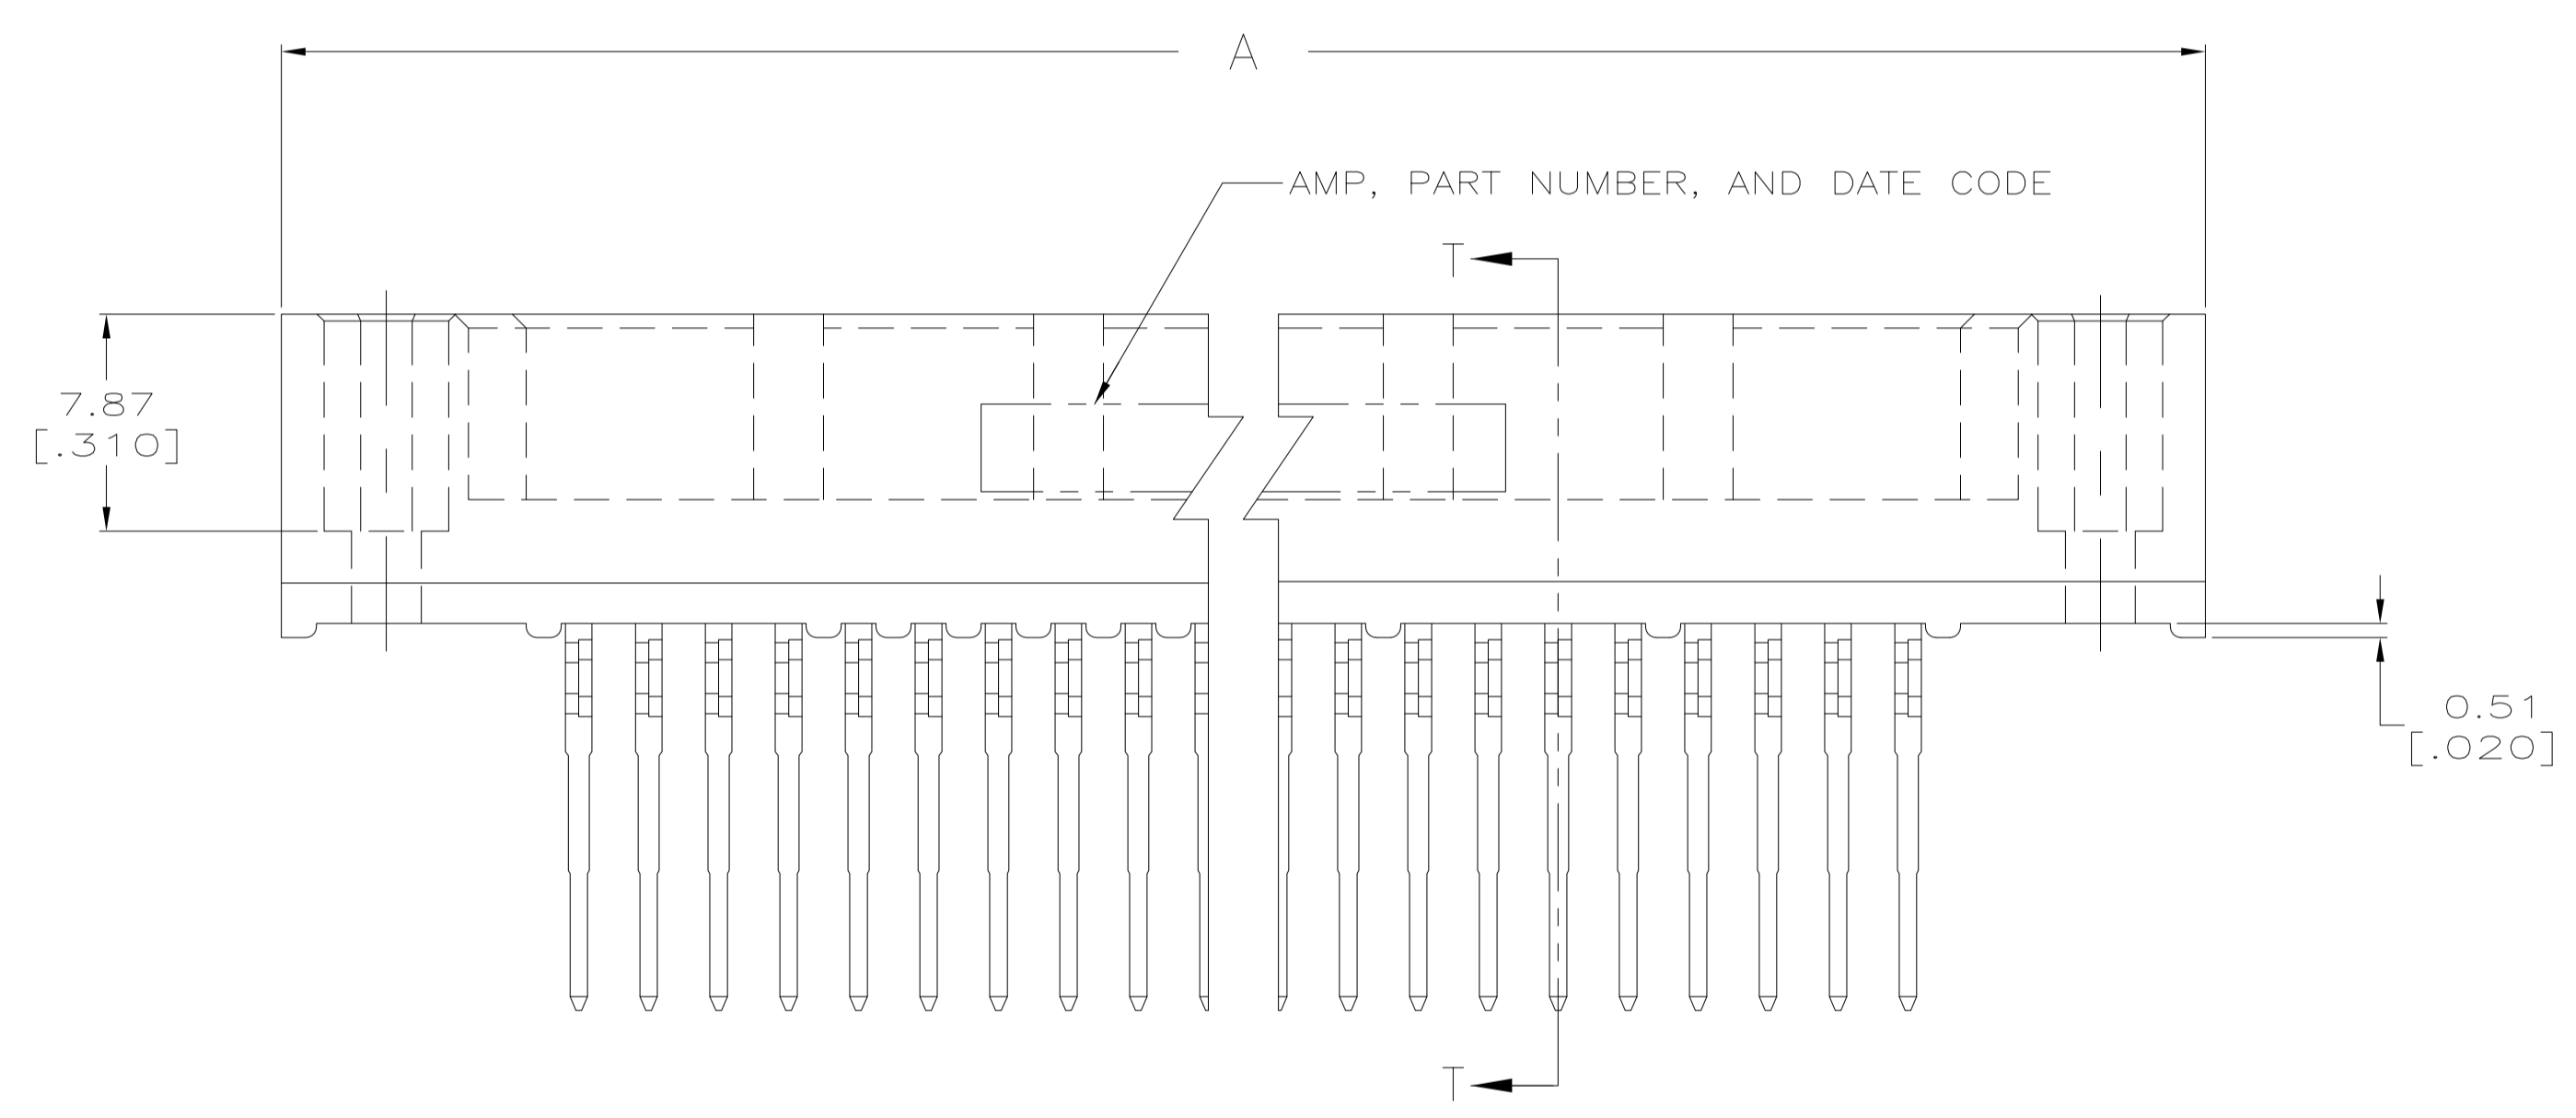 A
AMP, PART NUMBER, AND DATE CODE
T
7.87
[.310]
0.51
[.020]
T